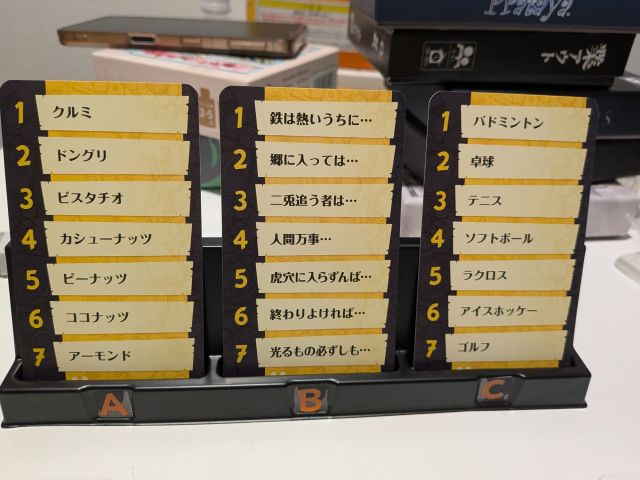 1 クルミ
2 ドングリ
3 ピスタチオ
4 カシューナッツ
5 ピーナッツ
6 ココナッツ
7 アーモンド
A
1 鉄は熱いうちに…
2 郷に入っては…
3 二兎追う者は…
4 人間万事…
5 虎穴に入らずんば…
6 終わりよければ…
7 光るもの必ずしも…
B
1 バドミントン
2 卓球
3 テニス
4 ソフトボール
5 ラクロス
6 アイスホッケー
7 ゴルフ
C